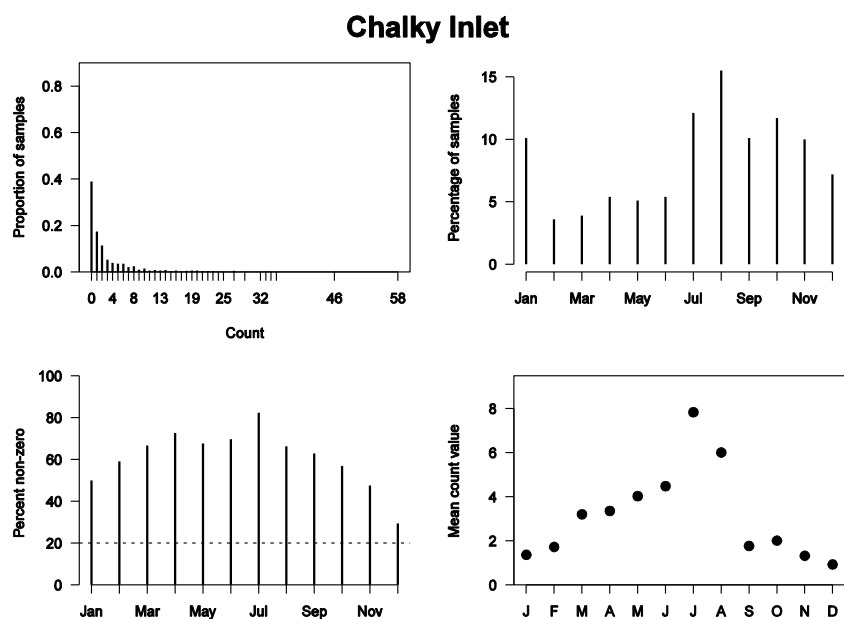 Chalky Inlet
Proportion of samples
0.8
0.6
0.4
0.2
0.0
0 4 8 13 19 25 32 46 58
Count
Percentage of samples
15
10
5
0
Jan Mar May Jul Sep Nov
Percent non-zero
100
80
60
40
20
0
Jan Mar May Jul Sep Nov
Mean count value
8
6
4
2
0
J F M A M J J A S O N D